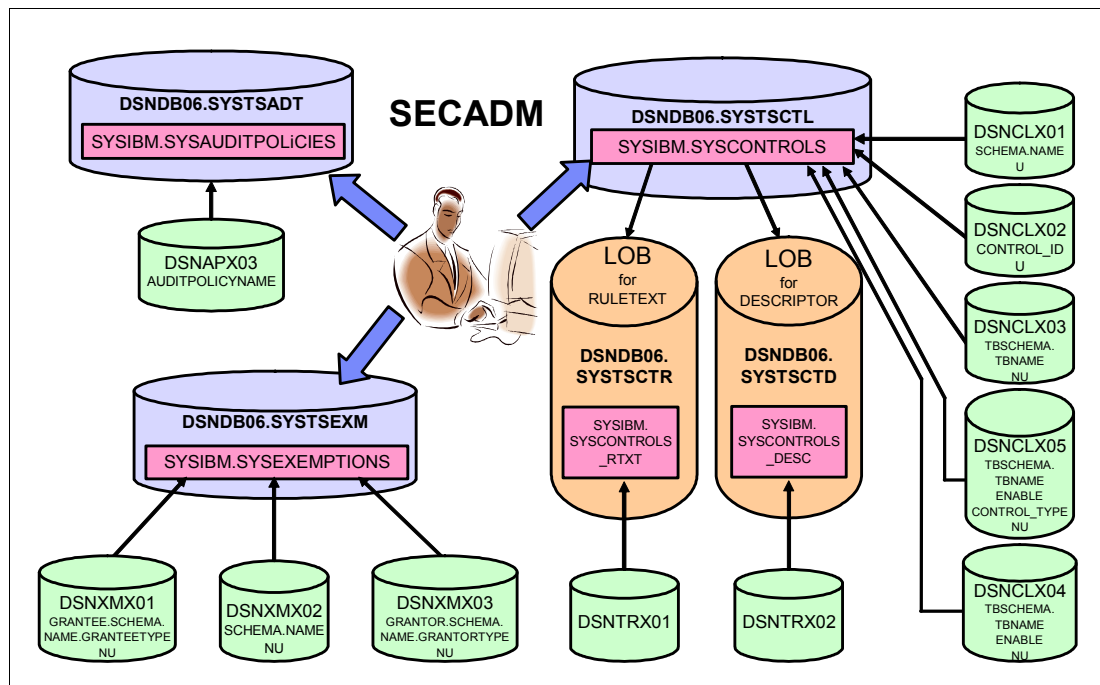 DSNDB06.SYSTSADT
SYSIBM.SYSAUDITPOLiCIES
DSNAPX03
AUDITPOLICYNAME
SECADM
DSNDB06.SYSTSCTL
SYSIBM.SYSCONTROLS
LOB
for
RULETEXT
DSNDB06.
SYSTSCTR
SYSIBM.
SYSCONTROLS
_RTXT
DSNTRX01
LOB
for
DESCRIPTOR
DSNDB06.
SYSTSCTD
SYSIBM.
SYSCONTROLS
_DESC
DSNTRX02
DSNCLX01
SCHEMA.NAME
U
DSNCLX02
CONTROL_ID
U
DSNCLX03
TBSCHEMA.
TBNAME
NU
DSNCLX05
TBSCHEMA.
TBNAME
ENABLE
CONTROL_TYPE
NU
DSNCLX04
TBSCHEMA.
TBNAME
ENABLE
NU
DSNDB06.SYSTSEXM
SYSIBM.SYSEXEMPTIONS
DSNXMX01
GRANTEE.SCHEMA.
NAME.GRANTEETYPE
NU
DSNXMX02
SCHEMA.NAME
NU
DSNXMX03
GRANTOR.SCHEMA.
NAME.GRANTORTYPE
NU